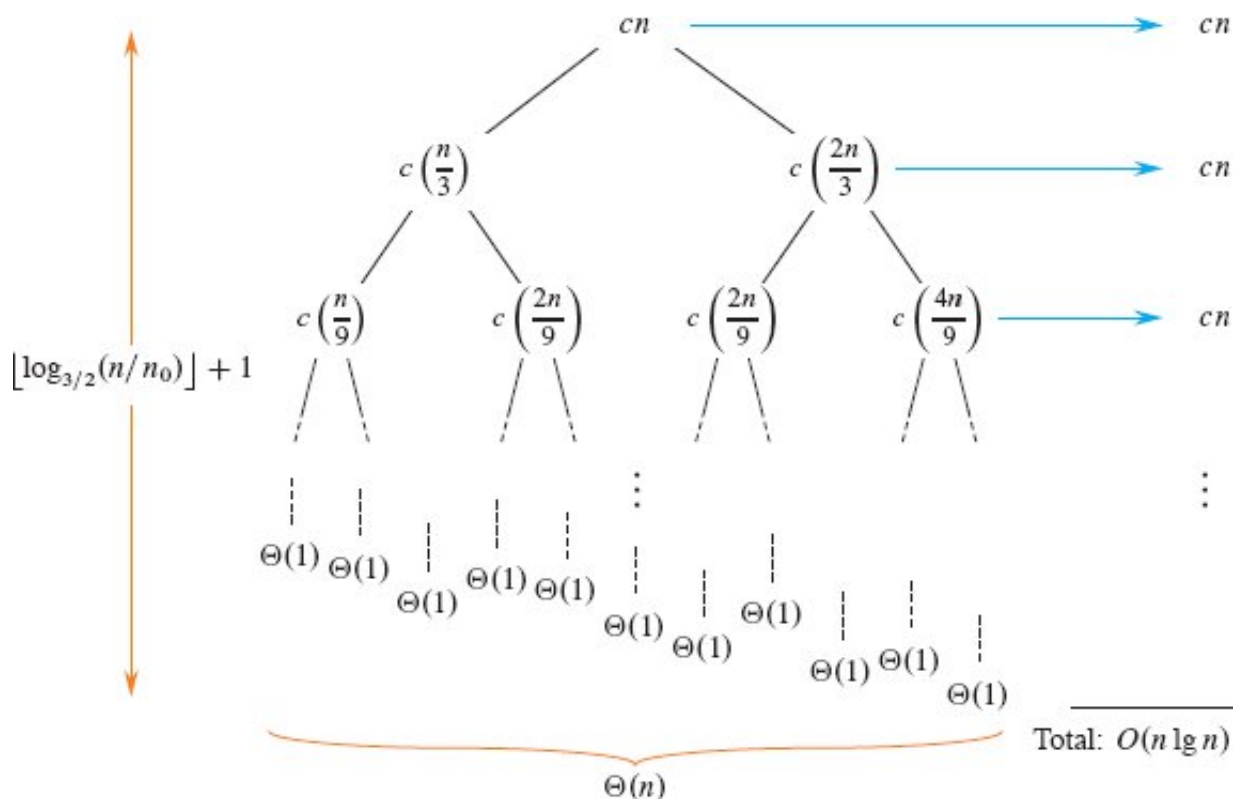 cn cn
c(n/3) c(2n/3) cn
c(n/9) c(2n/9) c(2n/9) c(4n/9) cn
⌊log_{3/2}(n/n_0)⌋ + 1
⋮ ⋮
Θ(1) Θ(1) Θ(1) Θ(1) Θ(1) Θ(1) Θ(1) Θ(1) Θ(1) Θ(1) Θ(1)
Total: O(n lg n)
Θ(n)